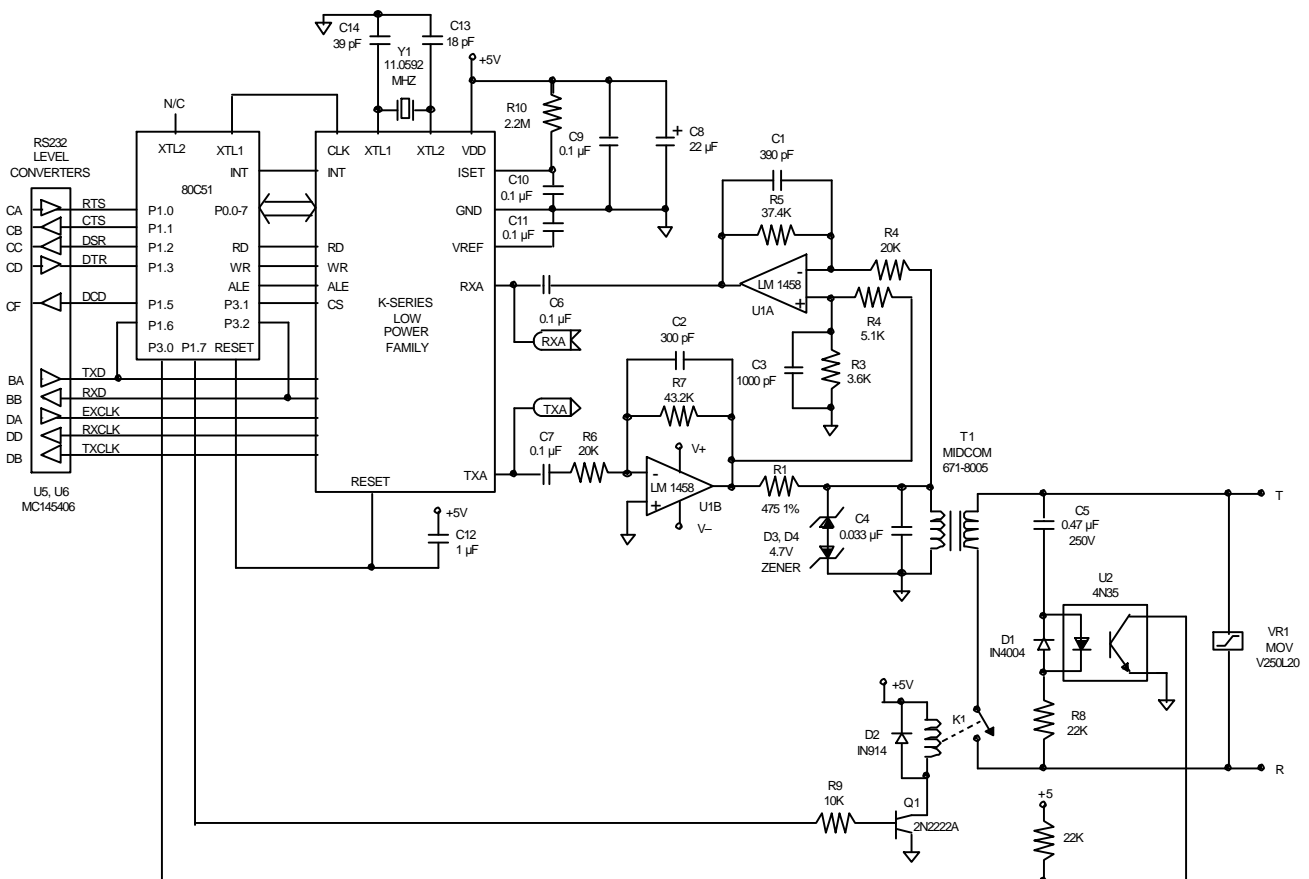 C14
39 pF
C13
18 pF
Y1
11.0592
MHZ
+5V
N/C
R10
2.2M
C9
0.1 µF
+
C8
22 µF
C1
390 pF
RS232
LEVEL
CONVERTERS
XTL2
XTL1
INT
80C51
P0.0-7
CLK
XTL1
XTL2
VDD
INT
ISET
C10
0.1 µF
GND
C11
0.1 µF
VREF
R5
37.4K
R4
20K
CA
RTS
P1.0
CB
CTS
P1.1
CC
DSR
P1.2
RD
RD
CD
DTR
P1.3
WR
WR
ALE
ALE
CF
DCD
P1.5
P3.1
CS
P1.6
P3.2
P3.0
P1.7
RESET
K-SERIES
LOW
POWER
FAMILY
RXA
C6
0.1 µF
RXA
-
LM 1458
+
U1A
R4
5.1K
C2
300 pF
C3
1000 pF
R3
3.6K
BA
TXD
BB
RXD
DA
EXCLK
DD
RXCLK
DB
TXCLK
U5, U6
MC145406
R7
43.2K
TXA
C7
0.1 µF
R6
20K
TXA
V+
-
LM 1458
+
U1B
V–
R1
475 1%
T1
MIDCOM
671-8005
RESET
+5V
C12
1 µF
D3, D4
4.7V
ZENER
C4
0.033 µF
T
C5
0.47 µF
250V
U2
4N35
D1
IN4004
VR1
MOV
V250L20
+5V
D2
IN914
K1
R8
22K
R
R9
10K
Q1
2N2222A
+5
22K